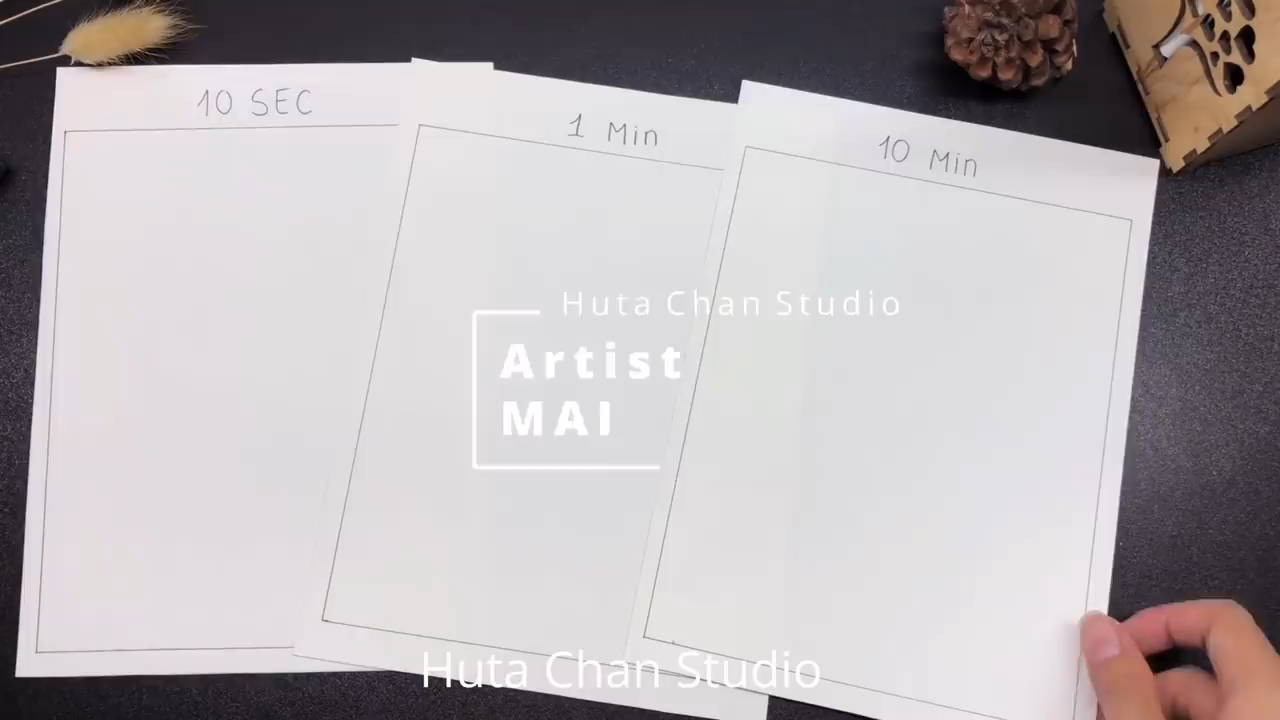 10 SEC
1 Min
10 Min
Huta Chan Studio
Artist
MAI
Huta Chan Studio